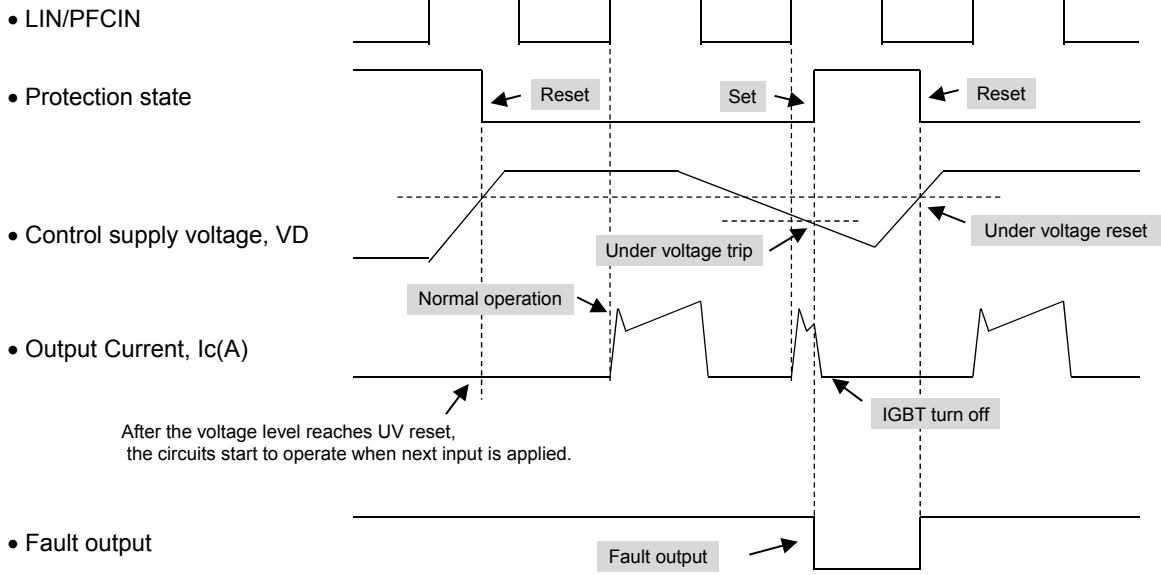 • LIN/PFCIN
• Protection state
Reset
Set
Reset
• Control supply voltage, VD
Under voltage trip
Under voltage reset
Normal operation
• Output Current, Ic(A)
IGBT turn off
After the voltage level reaches UV reset,
the circuits start to operate when next input is applied.
• Fault output
Fault output